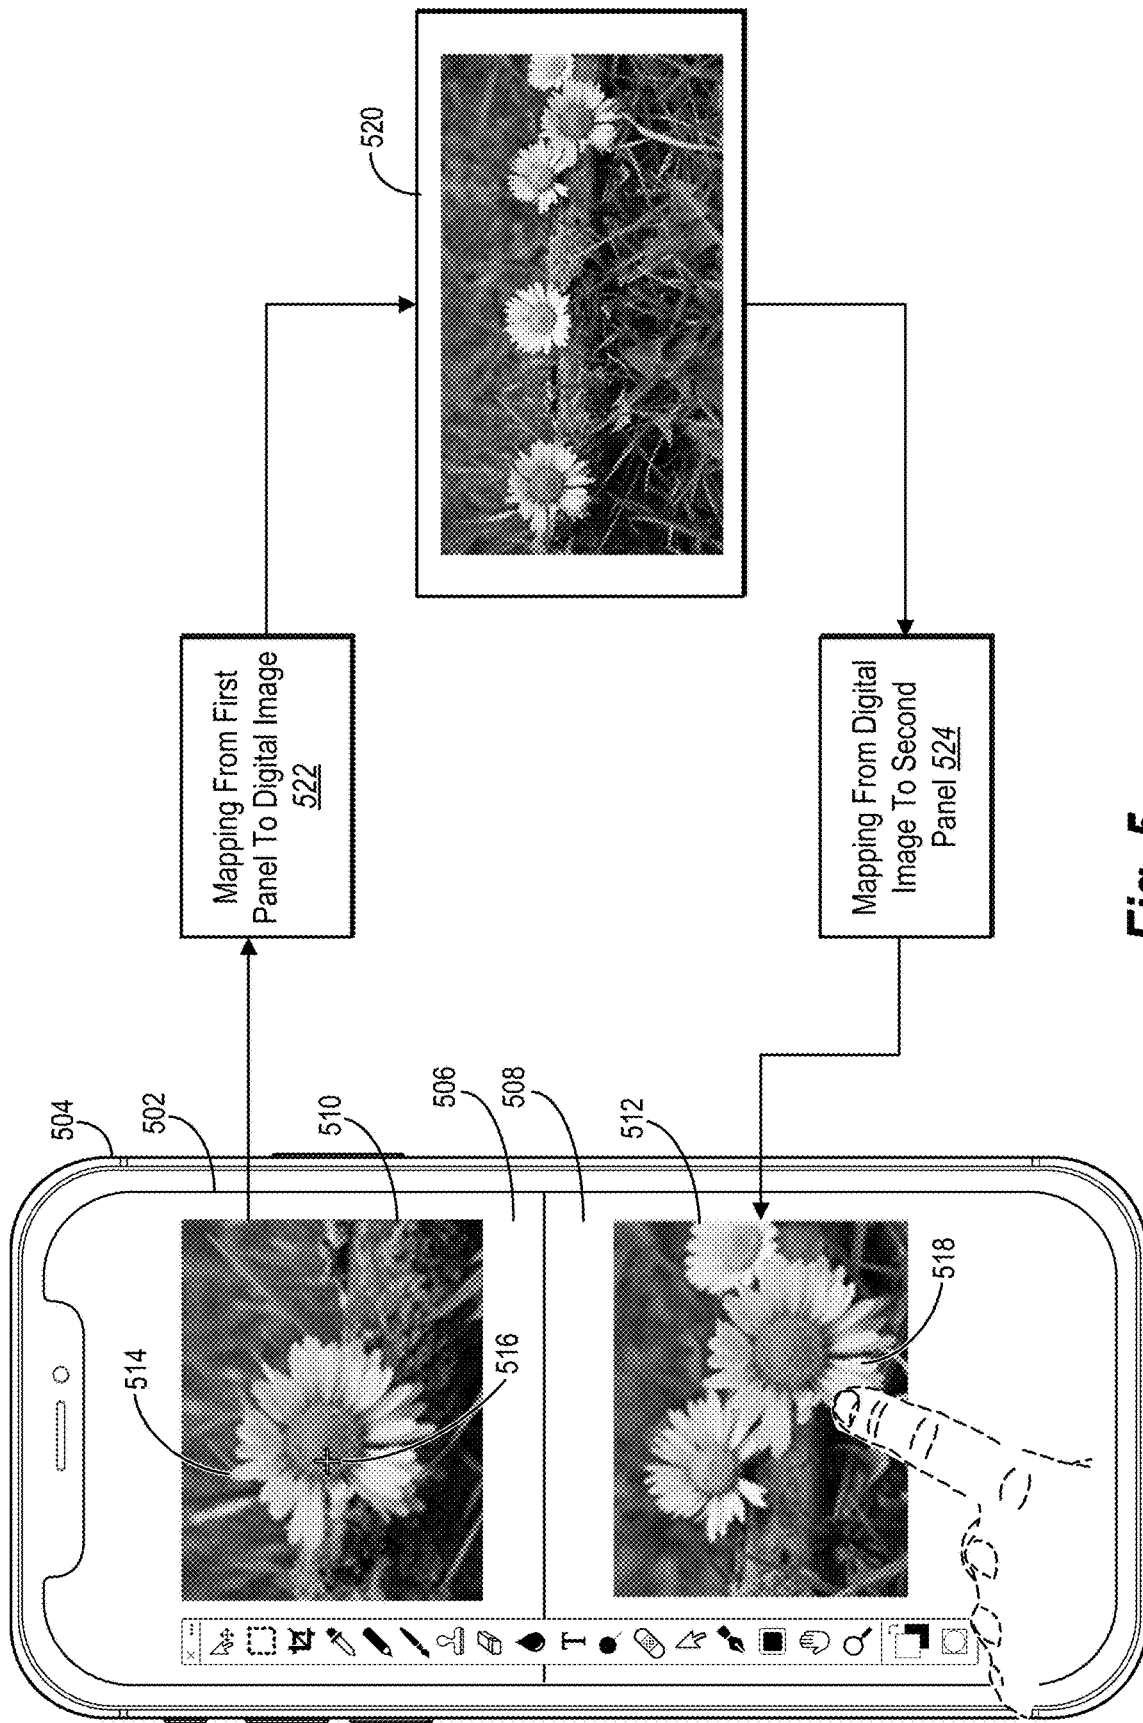 504
502
514
Mapping From First
Panel To Digital Image
522
510
520
506
516
508
T
512
Mapping From Digital
Image To Second
Panel 524
518
Fig. 5